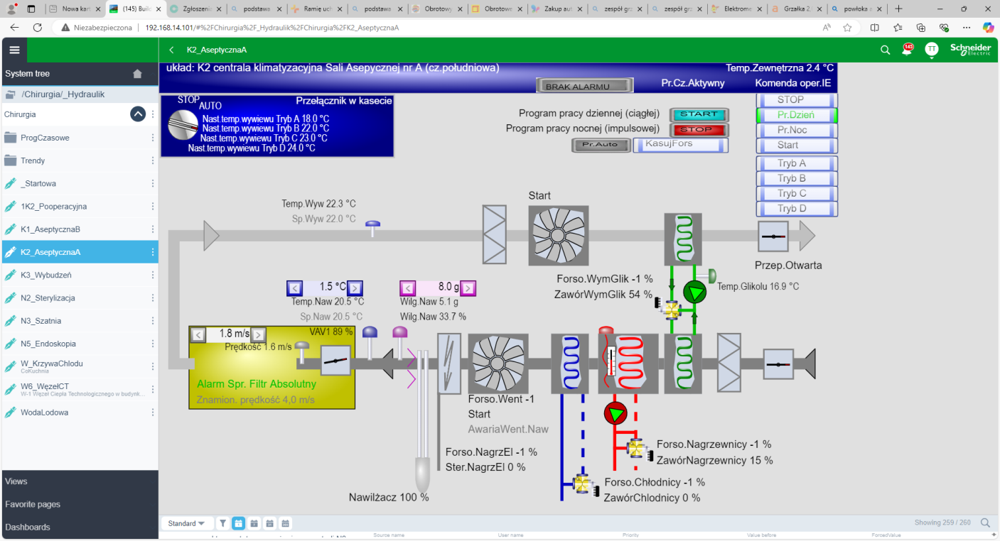 Nowa kart
(145) Builc
Zgłoszenie
podstawa
Ramię uch
podstawa
Obrotowy
Obrotowe
Zakup aut
zespół grz
zespół grz
Elektrome
Grzałka 2,
powłoka a
Niezabezpieczona
192.168.14.101/#%2FChirurgia%2F_Hydraulik%2FChirurgia%2FK2_AseptycznaA
K2_AseptycznaA
145
TT
Schneider
Electric
System tree
/Chirurgia/_Hydraulik
Chirurgia
ProgCzasowe
Trendy
_Startowa
1K2_Pooperacyjna
K1_AseptycznaB
K2_AseptycznaA
K3_Wybudzeń
N2_Sterylizacja
N3_Szatnia
N5_Endoskopia
W_KrzywaChlodu
CoKuchnia
W6_WęzełCT
W-1 Węzeł Ciepła Technologicznego w budynk...
WodaLodowa
Views
Favorite pages
Dashboards
układ: K2 centrala klimatyzacyjna Sali Asepycznej nr A (cz.południowa)
Temp.Zewnętrzna 2.4 °C
BRAK ALARMU
Pr.Cz.Aktywny
Komenda oper.IE
STOP
AUTO
Przełącznik w kasecie
Nast.temp.wywiewu Tryb A 18.0 °C
Nast.temp.wywiewu Tryb B 22.0 °C
Nast.temp.wywiewu Tryb C 23.0 °C
Nast.temp.wywiewu Tryb D 24.0 °C
Program pracy dziennej (ciągłej)
START
Program pracy nocnej (impulsowej)
STOP
Pr.Auto
KasujFors
STOP
Pr.Dzień
Pr.Noc
Start
Tryb A
Tryb B
Tryb C
Tryb D
Temp.Wyw 22.3 °C
Sp.Wyw 22.0 °C
Start
Przep.Otwarta
Forso.WymGlik -1 %
ZawórWymGlik 54 %
Temp.Glikolu 16.9 °C
1.5 °C
Temp.Naw 20.5 °C
Sp.Naw 20.5 °C
8.0 g
Wilg.Naw 5.1 g
Wilg.Naw 33.7 %
1.8 m/s
VAV1 89 %
Prędkość 1.6 m/s
Alarm Spr. Filtr Absolutny
Znamion. prędkość 4,0 m/s
Forso.Went -1
Start
AwariaWent.Naw
Forso.NagrzEl -1 %
Ster.NagrzEl 0 %
Nawilżacz 100 %
Forso.Nagrzewnicy -1 %
ZawórNagrzewnicy 15 %
Forso.Chłodnicy -1 %
ZawórChlodnicy 0 %
Standard
Showing 259 / 260
Source name
User name
Priority
Value before
ForcedValue